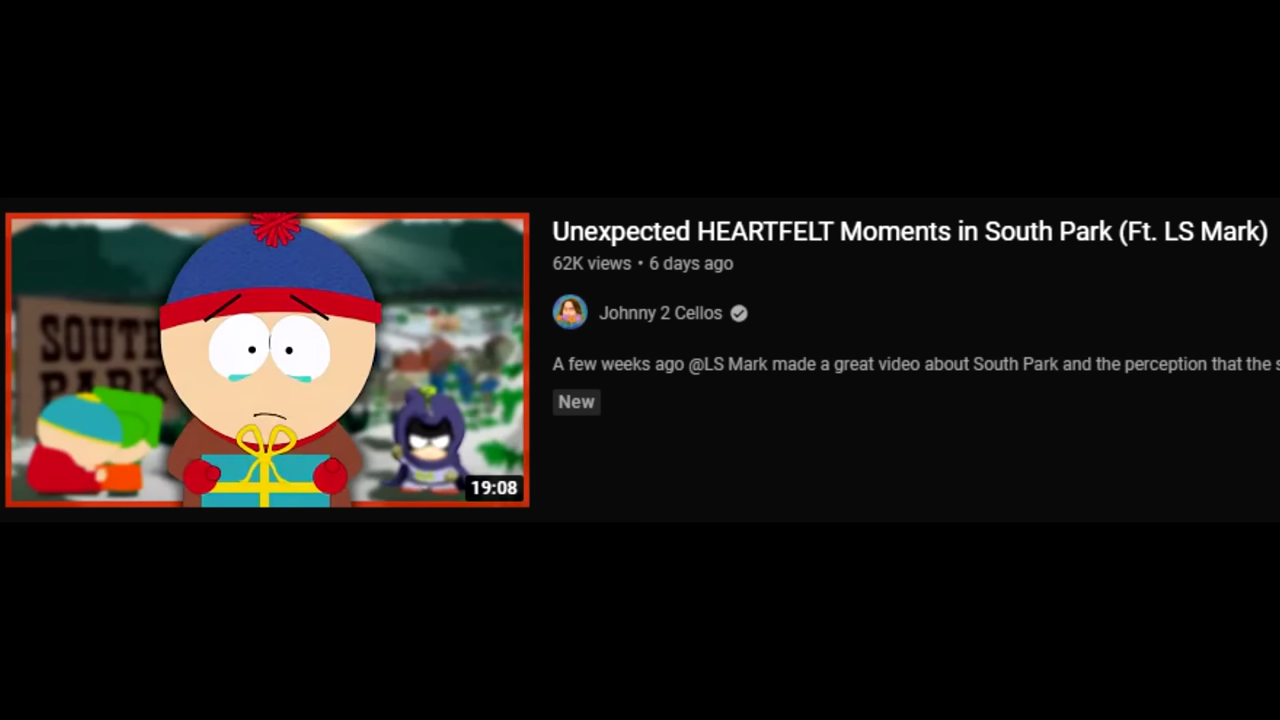 SOUTH
PARK
19:08
Unexpected HEARTFELT Moments in South Park (Ft. LS Mark)
62K views • 6 days ago
Johnny 2 Cellos
A few weeks ago @LS Mark made a great video about South Park and the perception that the s
New